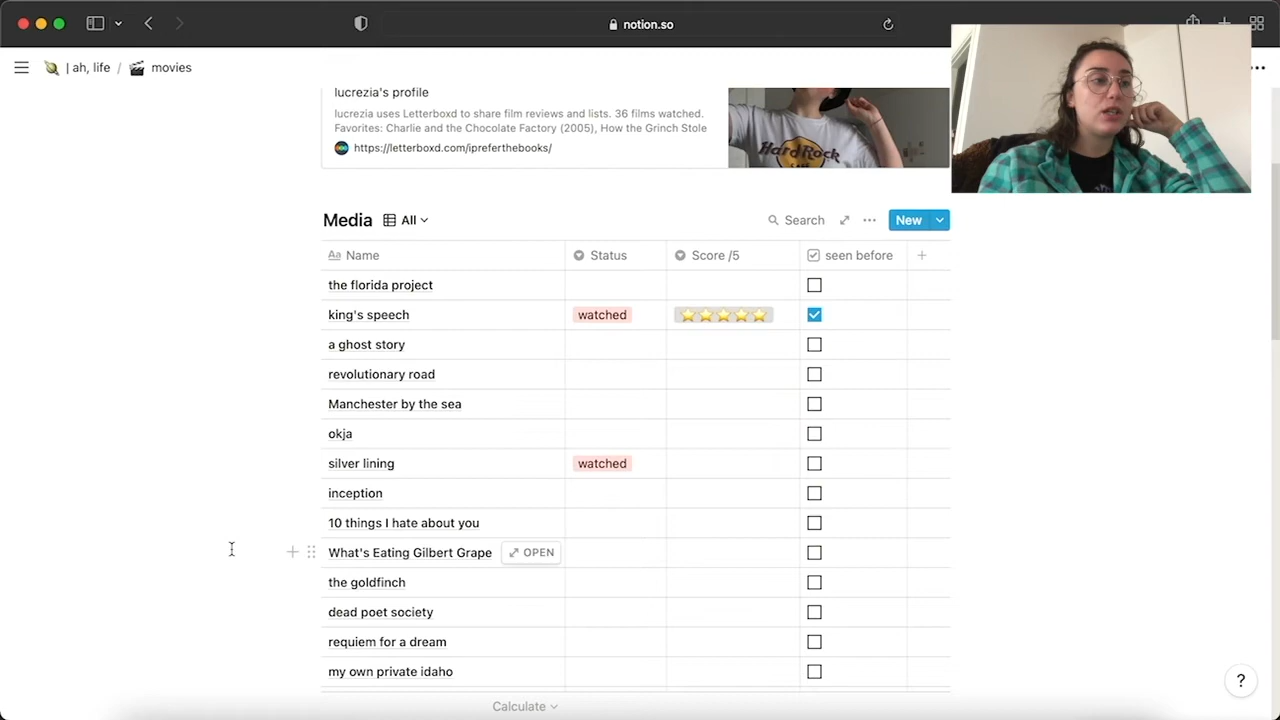 notion.so
| ah, life / movies
lucrezia's profile
lucrezia uses Letterboxd to share film reviews and lists. 36 films watched.
Favorites: Charlie and the Chocolate Factory (2005), How the Grinch Stole
https://letterboxd.com/ipreferthebooks/
Hard Rock
Media All Search New
Aa Name Status Score /5 seen before
the florida project
king's speech watched
a ghost story
revolutionary road
Manchester by the sea
okja
silver lining watched
inception
10 things I hate about you
What's Eating Gilbert Grape OPEN
the goldfinch
dead poet society
requiem for a dream
my own private idaho
Calculate
?